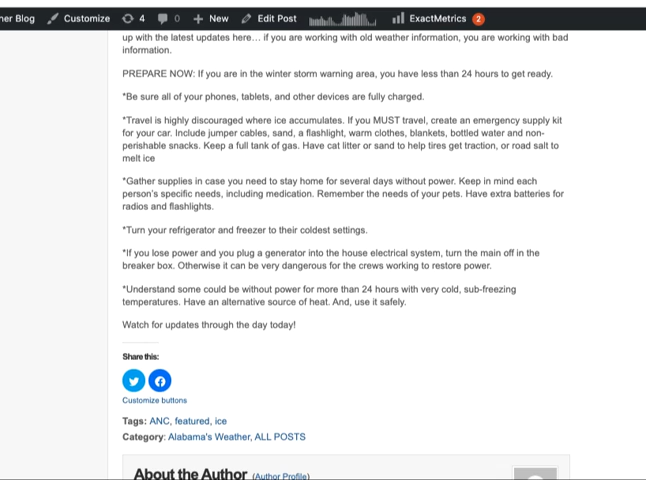 ner Blog Customize 4 0 New Edit Post ExactMetrics 2
up with the latest updates here… if you are working with old weather information, you are working with bad
information.
PREPARE NOW: If you are in the winter storm warning area, you have less than 24 hours to get ready.
*Be sure all of your phones, tablets, and other devices are fully charged.
*Travel is highly discouraged where ice accumulates. If you MUST travel, create an emergency supply kit
for your car. Include jumper cables, sand, a flashlight, warm clothes, blankets, bottled water and non-
perishable snacks. Keep a full tank of gas. Have cat litter or sand to help tires get traction, or road salt to
melt ice
*Gather supplies in case you need to stay home for several days without power. Keep in mind each
person's specific needs, including medication. Remember the needs of your pets. Have extra batteries for
radios and flashlights.
*Turn your refrigerator and freezer to their coldest settings.
*If you lose power and you plug a generator into the house electrical system, turn the main off in the
breaker box. Otherwise it can be very dangerous for the crews working to restore power.
*Understand some could be without power for more than 24 hours with very cold, sub-freezing
temperatures. Have an alternative source of heat. And, use it safely.
Watch for updates through the day today!
Share this:
Customize buttons
Tags: ANC, featured, ice
Category: Alabama's Weather, ALL POSTS
About the Author (Author Profile)